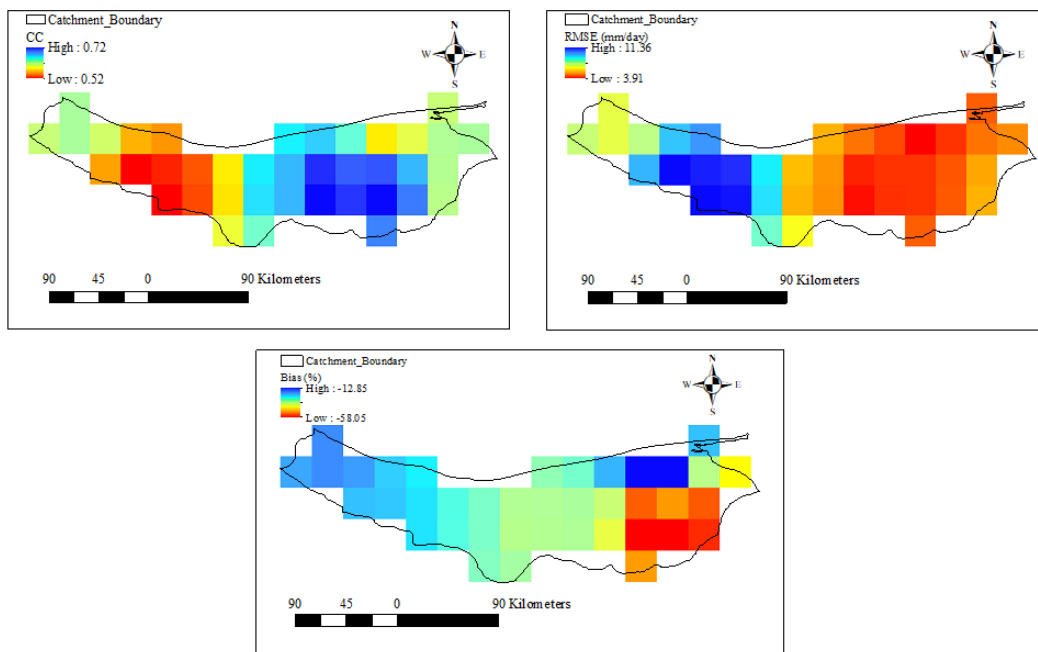 Catchment_Boundary
CC
High : 0.72
Low : 0.52
N
W E
S
90 45 0 90 Kilometers
Catchment_Boundary
RMSE (mm/day)
High : 11.36
Low : 3.91
N
W E
S
90 45 0 90 Kilometers
Catchment_Boundary
Bias (%)
High : -12.85
Low : -58.05
N
W E
S
90 45 0 90 Kilometers